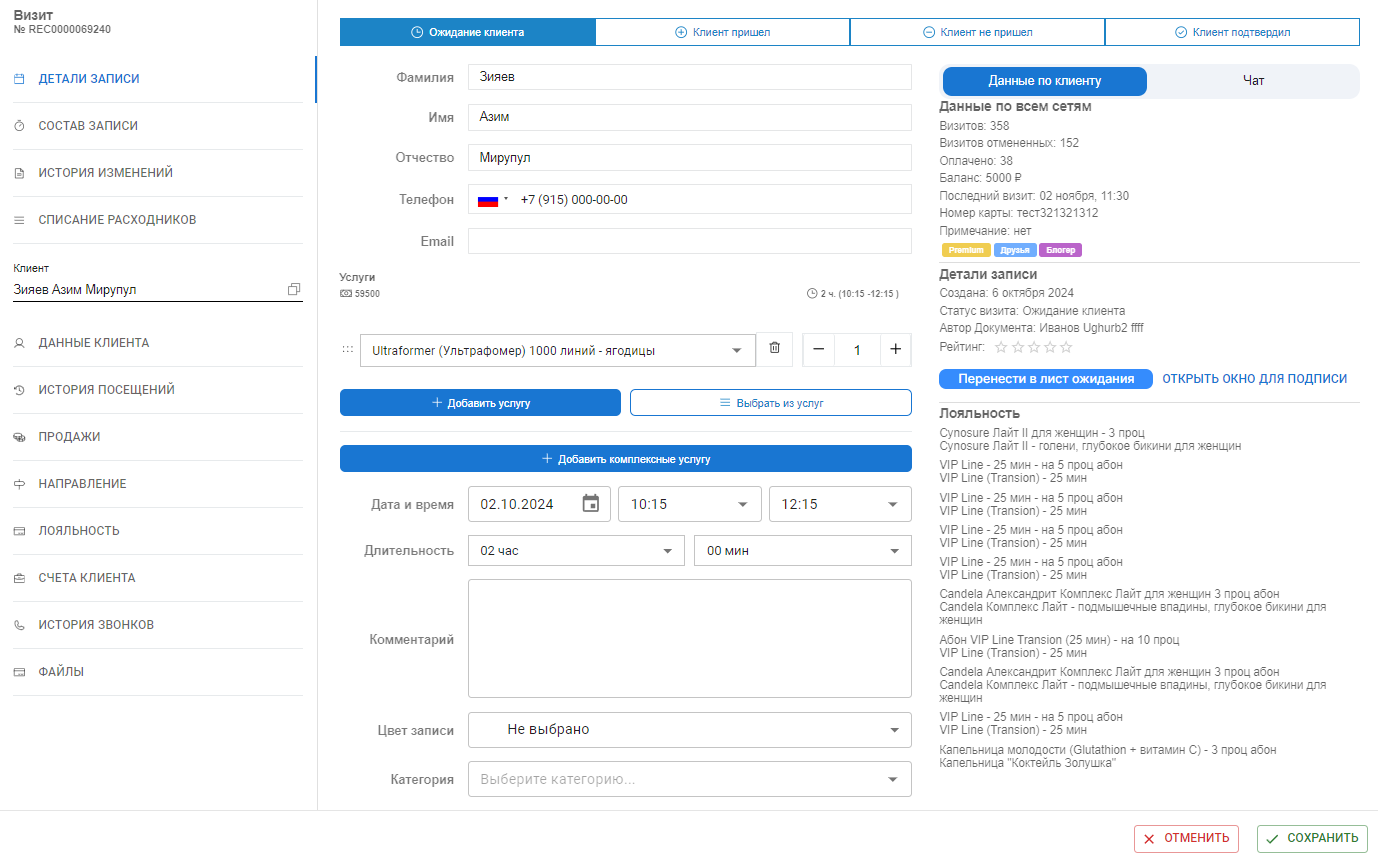 Визит
№ REC0000069240
ДЕТАЛИ ЗАПИСИ
СОСТАВ ЗАПИСИ
ИСТОРИЯ ИЗМЕНЕНИЙ
СПИСАНИЕ РАСХОДНИКОВ
Клиент
Зияев Азим Мирупул
ДАННЫЕ КЛИЕНТА
ИСТОРИЯ ПОСЕЩЕНИЙ
ПРОДАЖИ
НАПРАВЛЕНИЕ
ЛОЯЛЬНОСТЬ
СЧЕТА КЛИЕНТА
ИСТОРИЯ ЗВОНКОВ
ФАЙЛЫ
Ожидание клиента Клиент пришел Клиент не пришел Клиент подтвердил
Фамилия Зияев
Имя Азим
Отчество Мирупул
Телефон +7 (915) 000-00-00
Email
Услуги
59500 2 ч. (10:15 -12:15 )
Ultraformer (Ультрафомер) 1000 линий - ягодицы 1
Добавить услугу Выбрать из услуг
Добавить комплексные услугу
Дата и время 02.10.2024 10:15 12:15
Длительность 02 час 00 мин
Комментарий
Цвет записи Не выбрано
Категория Выберите категорию...
Данные по клиенту Чат
Данные по всем сетям
Визитов: 358
Визитов отмененных: 152
Оплачено: 38
Баланс: 5000 ₽
Последний визит: 02 ноября, 11:30
Номер карты: тест321321312
Примечание: нет
Premium Друзья Блогер
Детали записи
Создана: 6 октября 2024
Статус визита: Ожидание клиента
Автор Документа: Иванов Ughurb2 ffff
Рейтинг:
Перенести в лист ожидания ОТКРЫТЬ ОКНО ДЛЯ ПОДПИСИ
Лояльность
Cynosure Лайт II для женщин - 3 проц
Cynosure Лайт II - голени, глубокое бикини для женщин
VIP Line - 25 мин - на 5 проц абон
VIP Line (Transion) - 25 мин
VIP Line - 25 мин - на 5 проц абон
VIP Line (Transion) - 25 мин
VIP Line - 25 мин - на 5 проц абон
VIP Line (Transion) - 25 мин
VIP Line - 25 мин - на 5 проц абон
VIP Line (Transion) - 25 мин
Candela Александрит Комплекс Лайт для женщин 3 проц абон
Candela Комплекс Лайт - подмышечные впадины, глубокое бикини для
женщин
Абон VIP Line Transion (25 мин) - на 10 проц
VIP Line (Transion) - 25 мин
Candela Александрит Комплекс Лайт для женщин 3 проц абон
Candela Комплекс Лайт - подмышечные впадины, глубокое бикини для
женщин
VIP Line - 25 мин - на 5 проц абон
VIP Line (Transion) - 25 мин
Капельница молодости (Glutathion + витамин С) - 3 проц абон
Капельница "Коктейль Золушка"
ОТМЕНИТЬ СОХРАНИТЬ